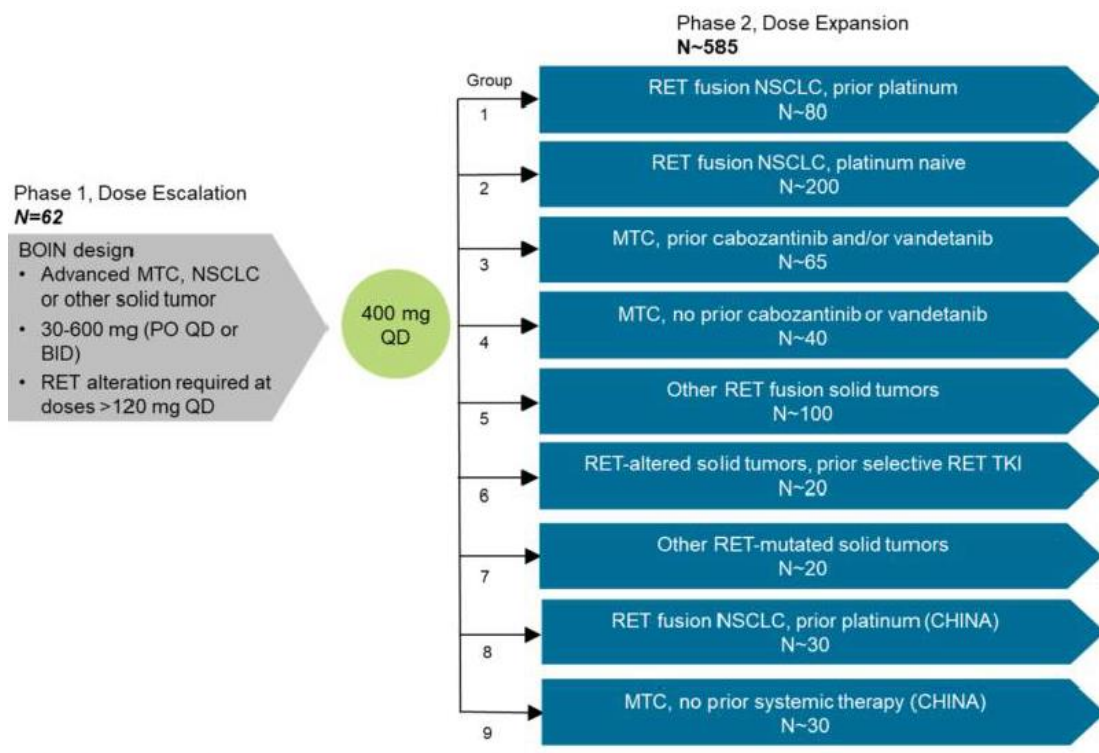 Phase 2, Dose Expansion
N~585
Group
Phase 1, Dose Escalation
N=62
BOIN design
• Advanced MTC, NSCLC
or other solid tumor
• 30-600 mg (PO QD or
BID)
• RET alteration required at
doses >120 mg QD
400 mg
QD
1
RET fusion NSCLC, prior platinum
N~80
2
RET fusion NSCLC, platinum naive
N~200
3
MTC, prior cabozantinib and/or vandetanib
N~65
4
MTC, no prior cabozantinib or vandetanib
N~40
5
Other RET fusion solid tumors
N~100
6
RET-altered solid tumors, prior selective RET TKI
N~20
7
Other RET-mutated solid tumors
N~20
8
RET fusion NSCLC, prior platinum (CHINA)
N~30
9
MTC, no prior systemic therapy (CHINA)
N~30